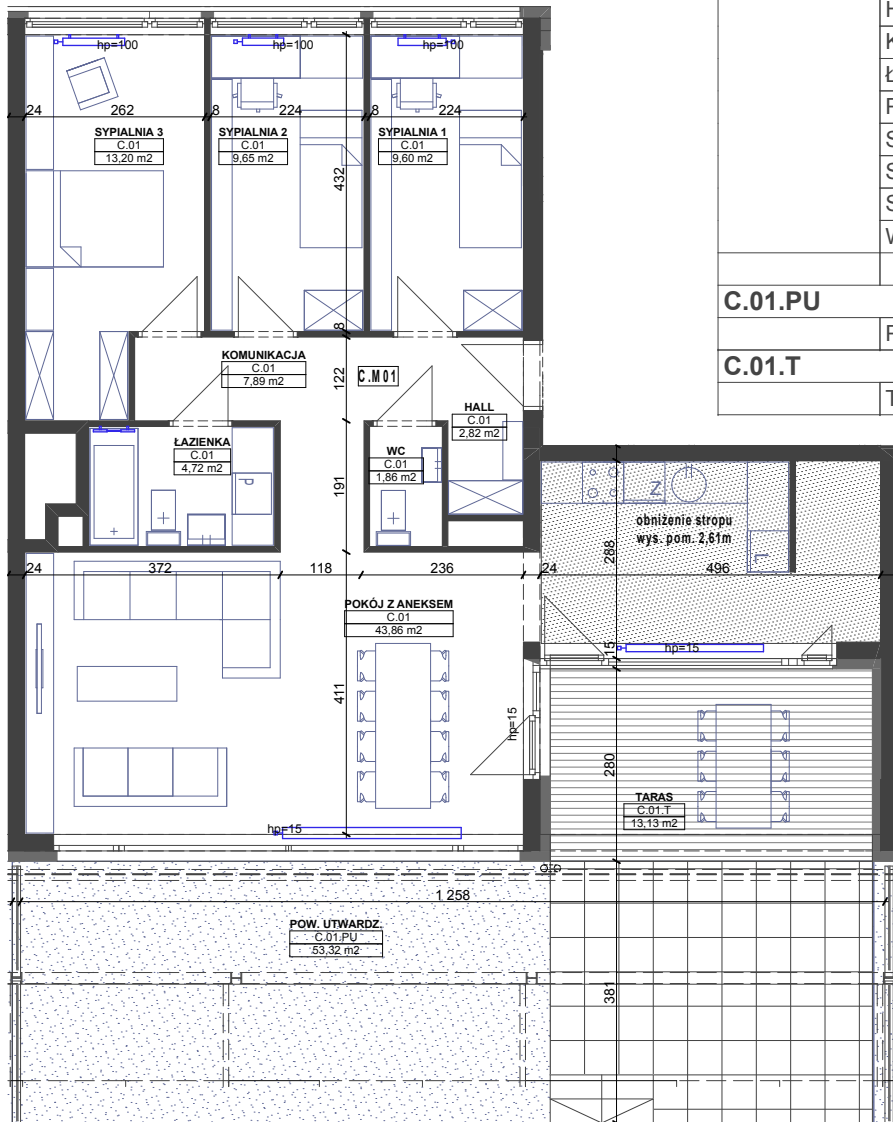 hp=100
hp=100
hp=100
24
262
8
224
8
224
SYPIALNIA 3
C.01
13,20 m2
SYPIALNIA 2
C.01
9,65 m2
SYPIALNIA 1
C.01
9,60 m2
432
8
C.01.PU
C.01.T
KOMUNIKACJA
C.01
7,89 m2
122
C.M01
HALL
C.01
2,82 m2
ŁAZIENKA
C.01
4,72 m2
P
191
WC
C.01
1,86 m2
Z
L
obniżenie stropu
wys. pom. 2,61m
288
24
372
118
236
24
496
POKÓJ Z ANEKSEM
C.01
43,86 m2
15
hp=15
411
hp=15
280
TARAS
C.01.T
13,13 m2
hp=15
1 258
POW. UTWARDZ.
C.01.PU
53,32 m2
381